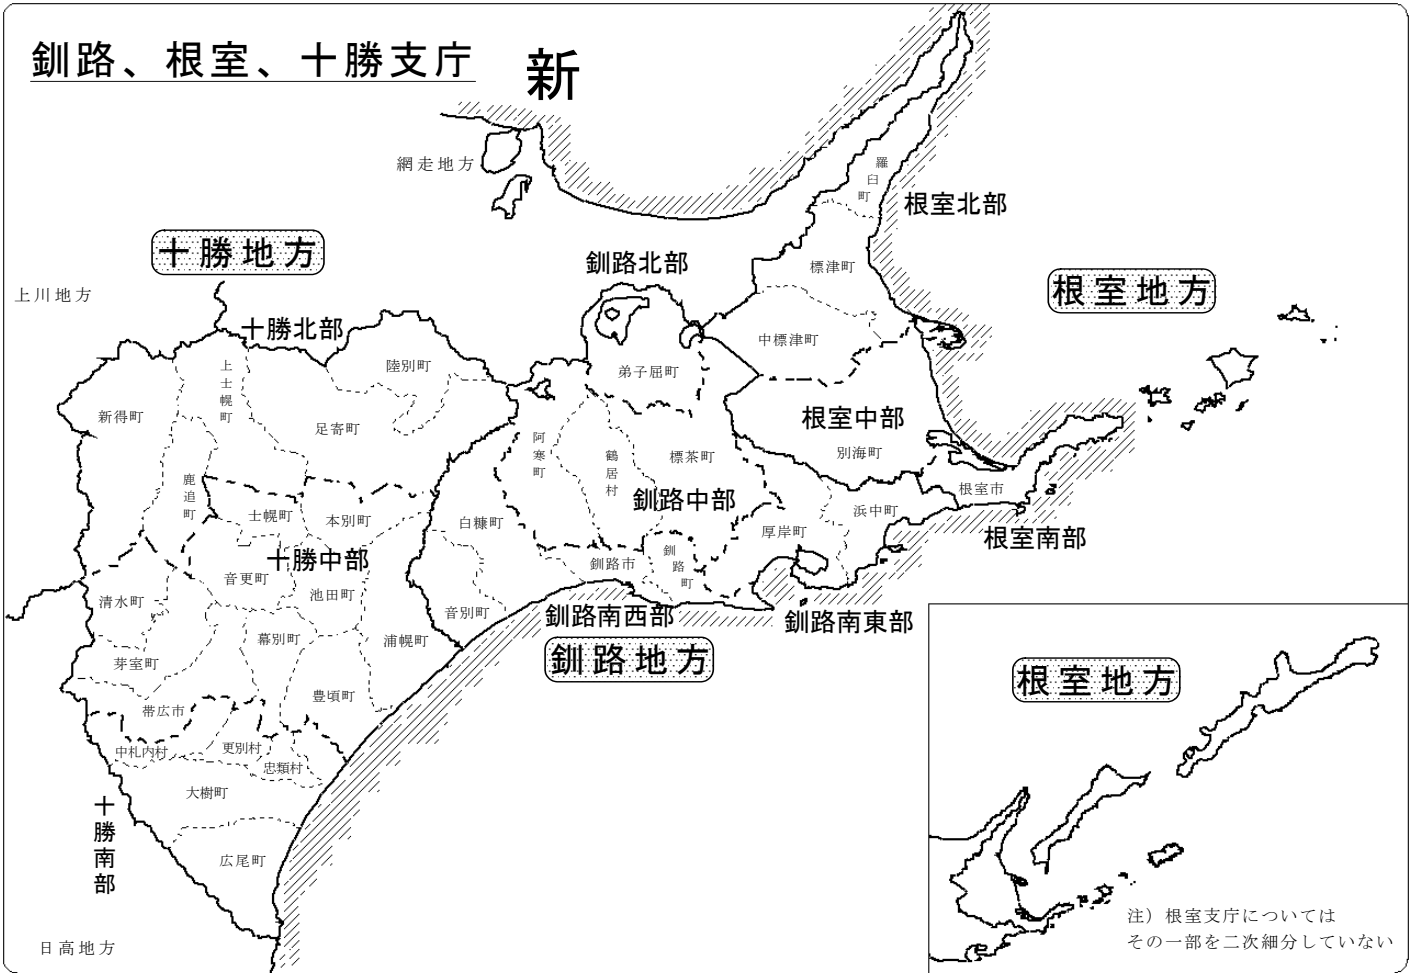 釧路、根室、十勝支庁
新
網走地方
羅臼町
根室北部
十勝地方
釧路北部
標津町
根室地方
上川地方
十勝北部
中標津町
陸別町
弟子屈町
上士幌町
新得町
根室中部
足寄町
阿寒町
鶴居村
標茶町
別海町
鹿追町
釧路中部
根室市
士幌町
本別町
白糠町
浜中町
厚岸町
根室南部
十勝中部
釧路市
釧路町
音更町
池田町
清水町
音別町
釧路南西部
釧路南東部
幕別町
浦幌町
芽室町
釧路地方
豊頃町
根室地方
帯広市
中札内村
更別村
忠類村
大樹町
十勝南部
広尾町
日高地方
注）根室支庁については
その一部を二次細分していない